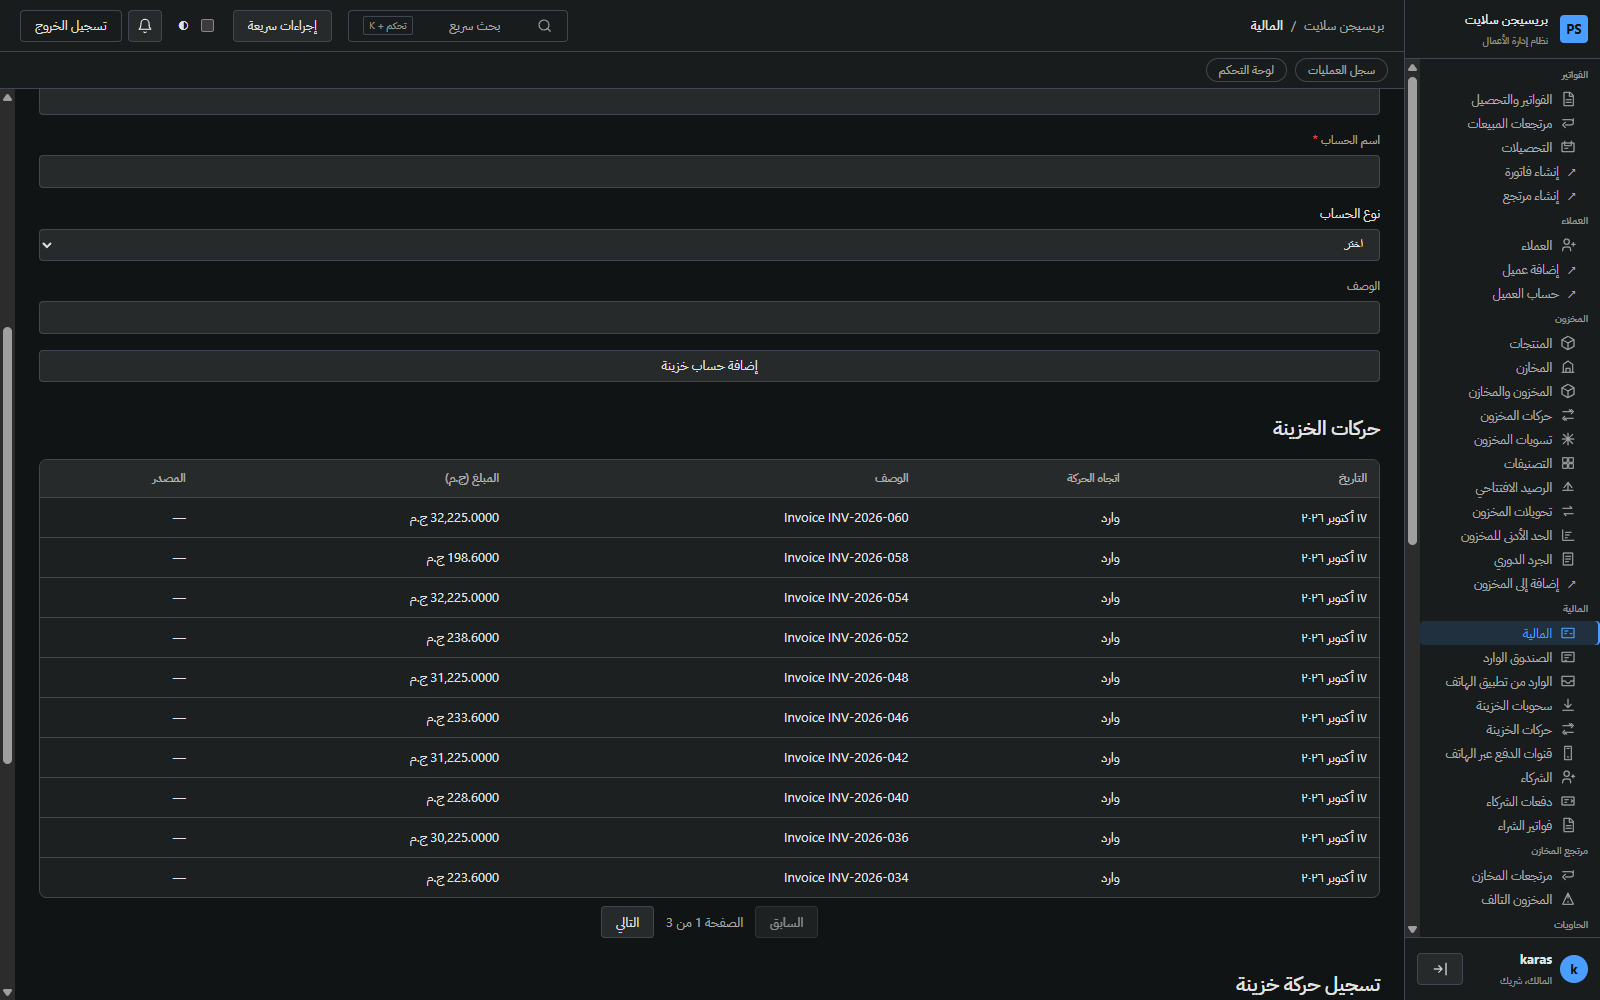 PS
بريسيجن سلايت
نظام إدارة الأعمال
بريسيجن سلايت / المالية
بحث سريع
تحكم + K
إجراءات سريعة
تسجيل الخروج
سجل العمليات
لوحة التحكم
الفواتير
الفواتير والتحصيل
مرتجعات المبيعات
التحصيلات
إنشاء فاتورة
إنشاء مرتجع
العملاء
العملاء
إضافة عميل
حساب العميل
المخزون
المنتجات
المخازن
المخزون والمخازن
حركات المخزون
تسويات المخزون
التصنيفات
الرصيد الافتتاحي
تحويلات المخزون
الحد الأدنى للمخزون
الجرد الدوري
إضافة إلى المخزون
المالية
المالية
الصندوق الوارد
الوارد من تطبيق الهاتف
سحوبات الخزينة
حركات الخزينة
قنوات الدفع عبر الهاتف
الشركاء
دفعات الشركاء
فواتير الشراء
مرتجع المخازن
مرتجعات المخازن
المخزون التالف
الحاويات
k
karas
المالك، شريك
اسم الحساب *
نوع الحساب
اختر
الوصف
إضافة حساب خزينة
حركات الخزينة
التاريخ اتجاه الحركة الوصف المبلغ (ج.م) المصدر
١٧ أكتوبر ٢٠٢٦ وارد Invoice INV-2026-060 32,225.0000 ج.م —
١٧ أكتوبر ٢٠٢٦ وارد Invoice INV-2026-058 198.6000 ج.م —
١٧ أكتوبر ٢٠٢٦ وارد Invoice INV-2026-054 32,225.0000 ج.م —
١٧ أكتوبر ٢٠٢٦ وارد Invoice INV-2026-052 238.6000 ج.م —
١٧ أكتوبر ٢٠٢٦ وارد Invoice INV-2026-048 31,225.0000 ج.م —
١٧ أكتوبر ٢٠٢٦ وارد Invoice INV-2026-046 233.6000 ج.م —
١٧ أكتوبر ٢٠٢٦ وارد Invoice INV-2026-042 31,225.0000 ج.م —
١٧ أكتوبر ٢٠٢٦ وارد Invoice INV-2026-040 228.6000 ج.م —
١٧ أكتوبر ٢٠٢٦ وارد Invoice INV-2026-036 30,225.0000 ج.م —
١٧ أكتوبر ٢٠٢٦ وارد Invoice INV-2026-034 223.6000 ج.م —
السابق الصفحة 1 من 3 التالي
تسجيل حركة خزينة